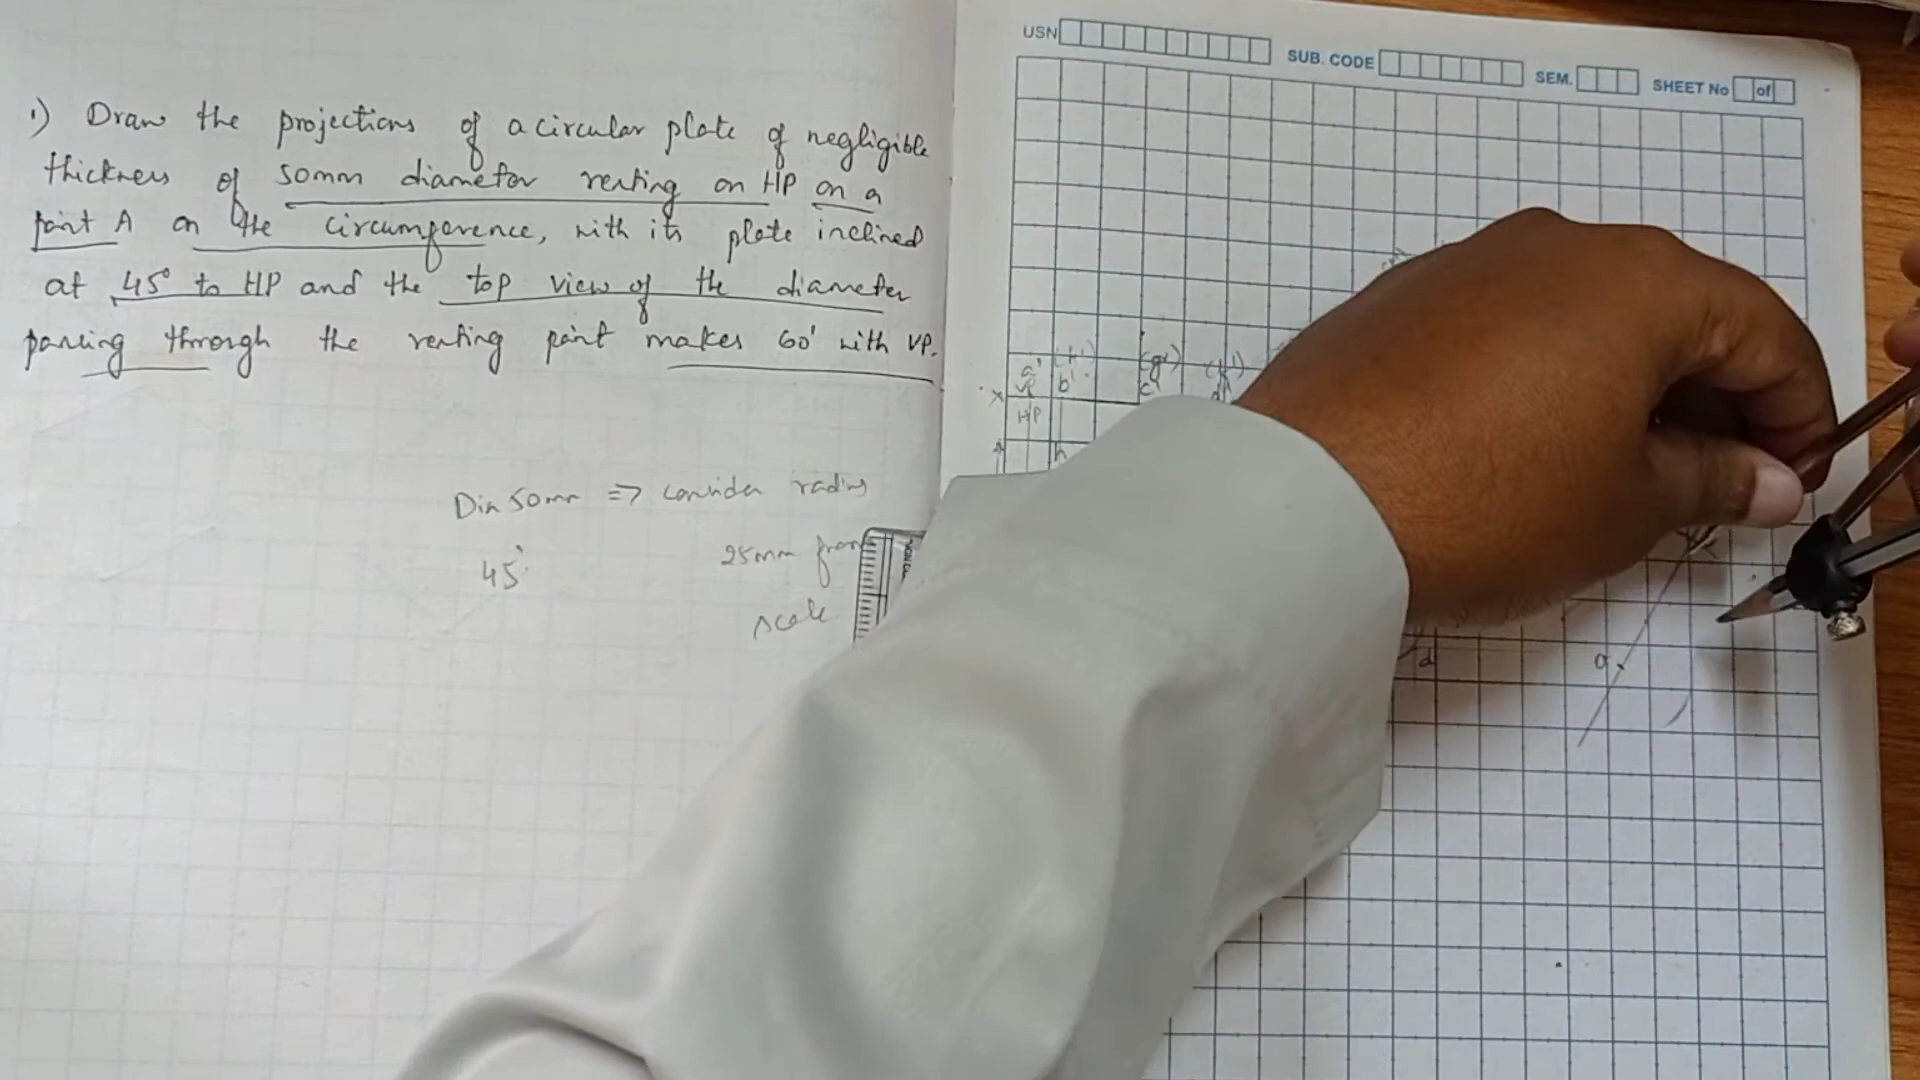 1) Draw the projections of a circular plate of negligible
thickness of 50mm diameter resting on HP on a
point A on the circumference, with its plate inclined
at 45° to HP and the top view of the diameter
passing through the resting point makes 60° with VP.
Dia 50mm => consider radius
45°
25mm from
scale
USN
SUB. CODE
SEM.
SHEET No of
a' (h') (g') (f')
VP b' c' d'
X
HP
h
d
a